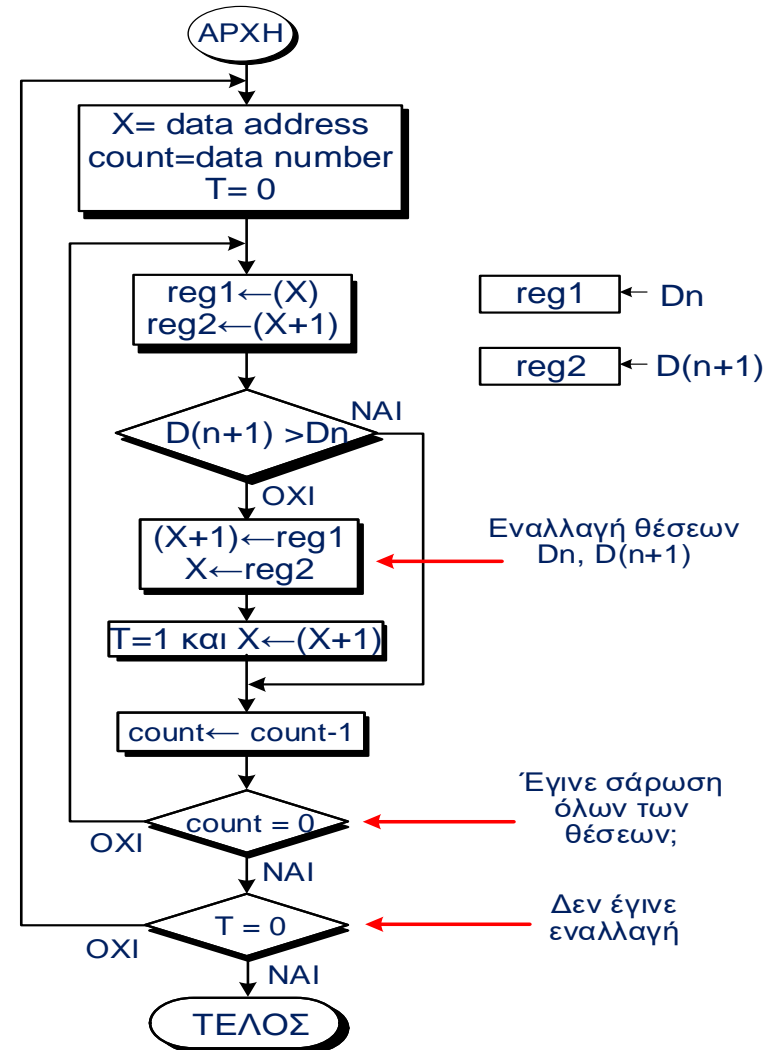 ΑΡΧΗ
X= data address
count=data number
T= 0
reg1←(X)
reg2←(X+1)
reg1
Dn
reg2
D(n+1)
D(n+1) >Dn
ΝΑΙ
ΟΧΙ
(X+1)←reg1
X←reg2
Εναλλαγή θέσεων
Dn, D(n+1)
T=1 και X←(X+1)
count← count-1
count = 0
ΟΧΙ
ΝΑΙ
Έγινε σάρωση
όλων των
θέσεων;
T = 0
ΟΧΙ
ΝΑΙ
Δεν έγινε
εναλλαγή
ΤΕΛΟΣ